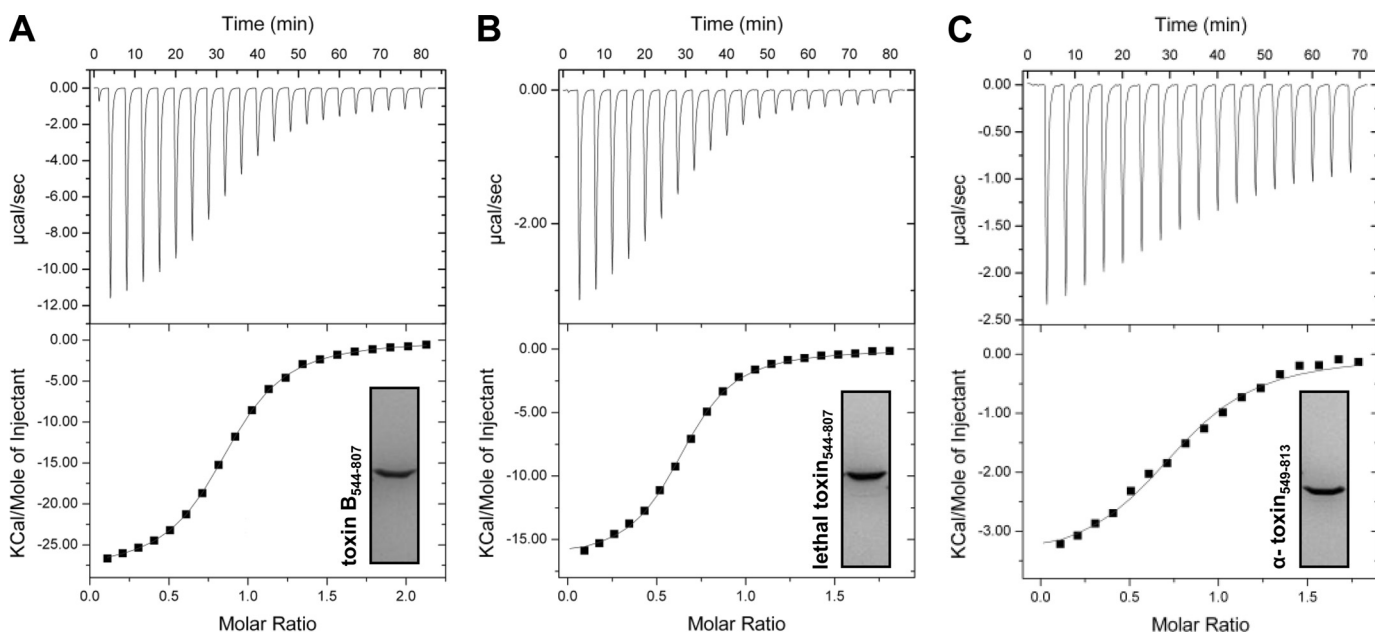 A
Time (min)
0 10 20 30 40 50 60 70 80
0.00
-2.00
-4.00
-6.00
-8.00
-10.00
-12.00
µcal/sec
0.00
-5.00
-10.00
-15.00
-20.00
-25.00
KCal/Mole of Injectant
toxin B544-807
0.0 0.5 1.0 1.5 2.0
Molar Ratio
B
Time (min)
0 10 20 30 40 50 60 70 80
0.00
-2.00
µcal/sec
0.00
-5.00
-10.00
-15.00
KCal/Mole of Injectant
lethal toxin544-807
0.0 0.5 1.0 1.5
Molar Ratio
C
Time (min)
0 10 20 30 40 50 60 70
0.00
-0.50
-1.00
-1.50
-2.00
-2.50
µcal/sec
0.00
-1.00
-2.00
-3.00
KCal/Mole of Injectant
α- toxin549-813
0.0 0.5 1.0 1.5
Molar Ratio